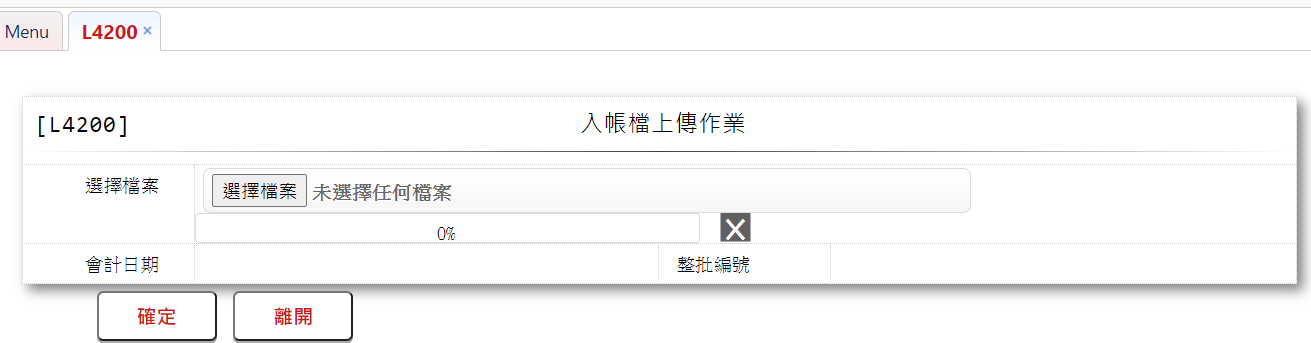 Menu L4200 ×
[L4200] 入帳檔上傳作業
選擇檔案 選擇檔案 未選擇任何檔案
0% X
會計日期 整批編號
確定 離開